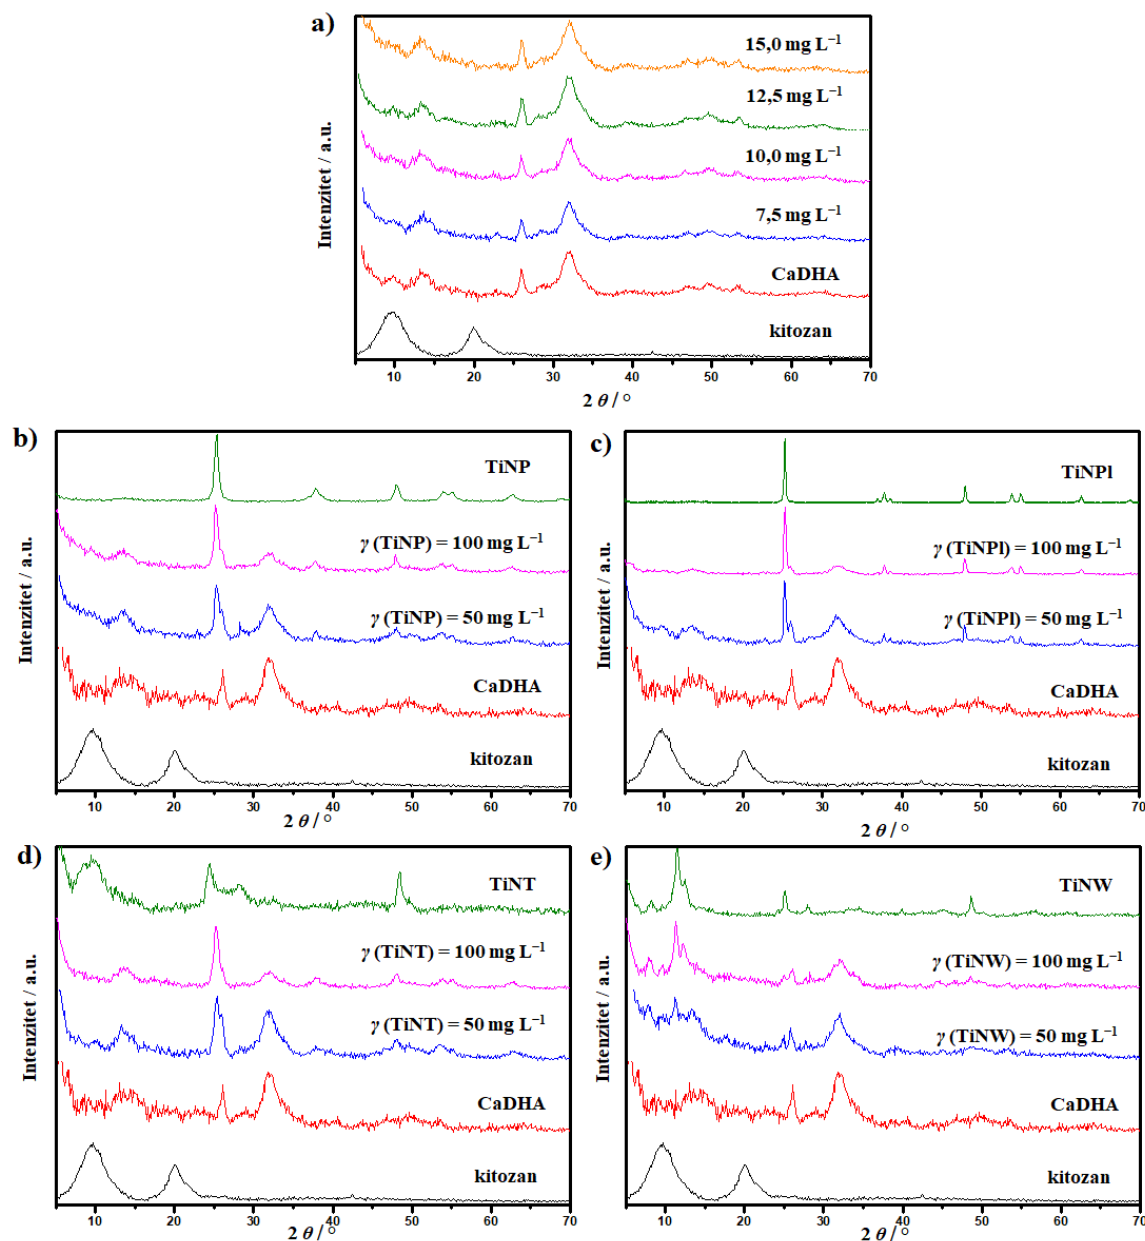 a)
Intenzitet / a.u.
15,0 mg L⁻¹
12,5 mg L⁻¹
10,0 mg L⁻¹
7,5 mg L⁻¹
CaDHA
kitozan
10 20 30 40 50 60 70
2 θ / °
b)
Intenzitet / a.u.
TiNP
γ (TiNP) = 100 mg L⁻¹
γ (TiNP) = 50 mg L⁻¹
CaDHA
kitozan
10 20 30 40 50 60 70
2 θ / °
c)
Intenzitet / a.u.
TiNPl
γ (TiNPl) = 100 mg L⁻¹
γ (TiNPl) = 50 mg L⁻¹
CaDHA
kitozan
10 20 30 40 50 60 70
2 θ / °
d)
Intenzitet / a.u.
TiNT
γ (TiNT) = 100 mg L⁻¹
γ (TiNT) = 50 mg L⁻¹
CaDHA
kitozan
10 20 30 40 50 60 70
2 θ / °
e)
Intenzitet / a.u.
TiNW
γ (TiNW) = 100 mg L⁻¹
γ (TiNW) = 50 mg L⁻¹
CaDHA
kitozan
10 20 30 40 50 60 70
2 θ / °